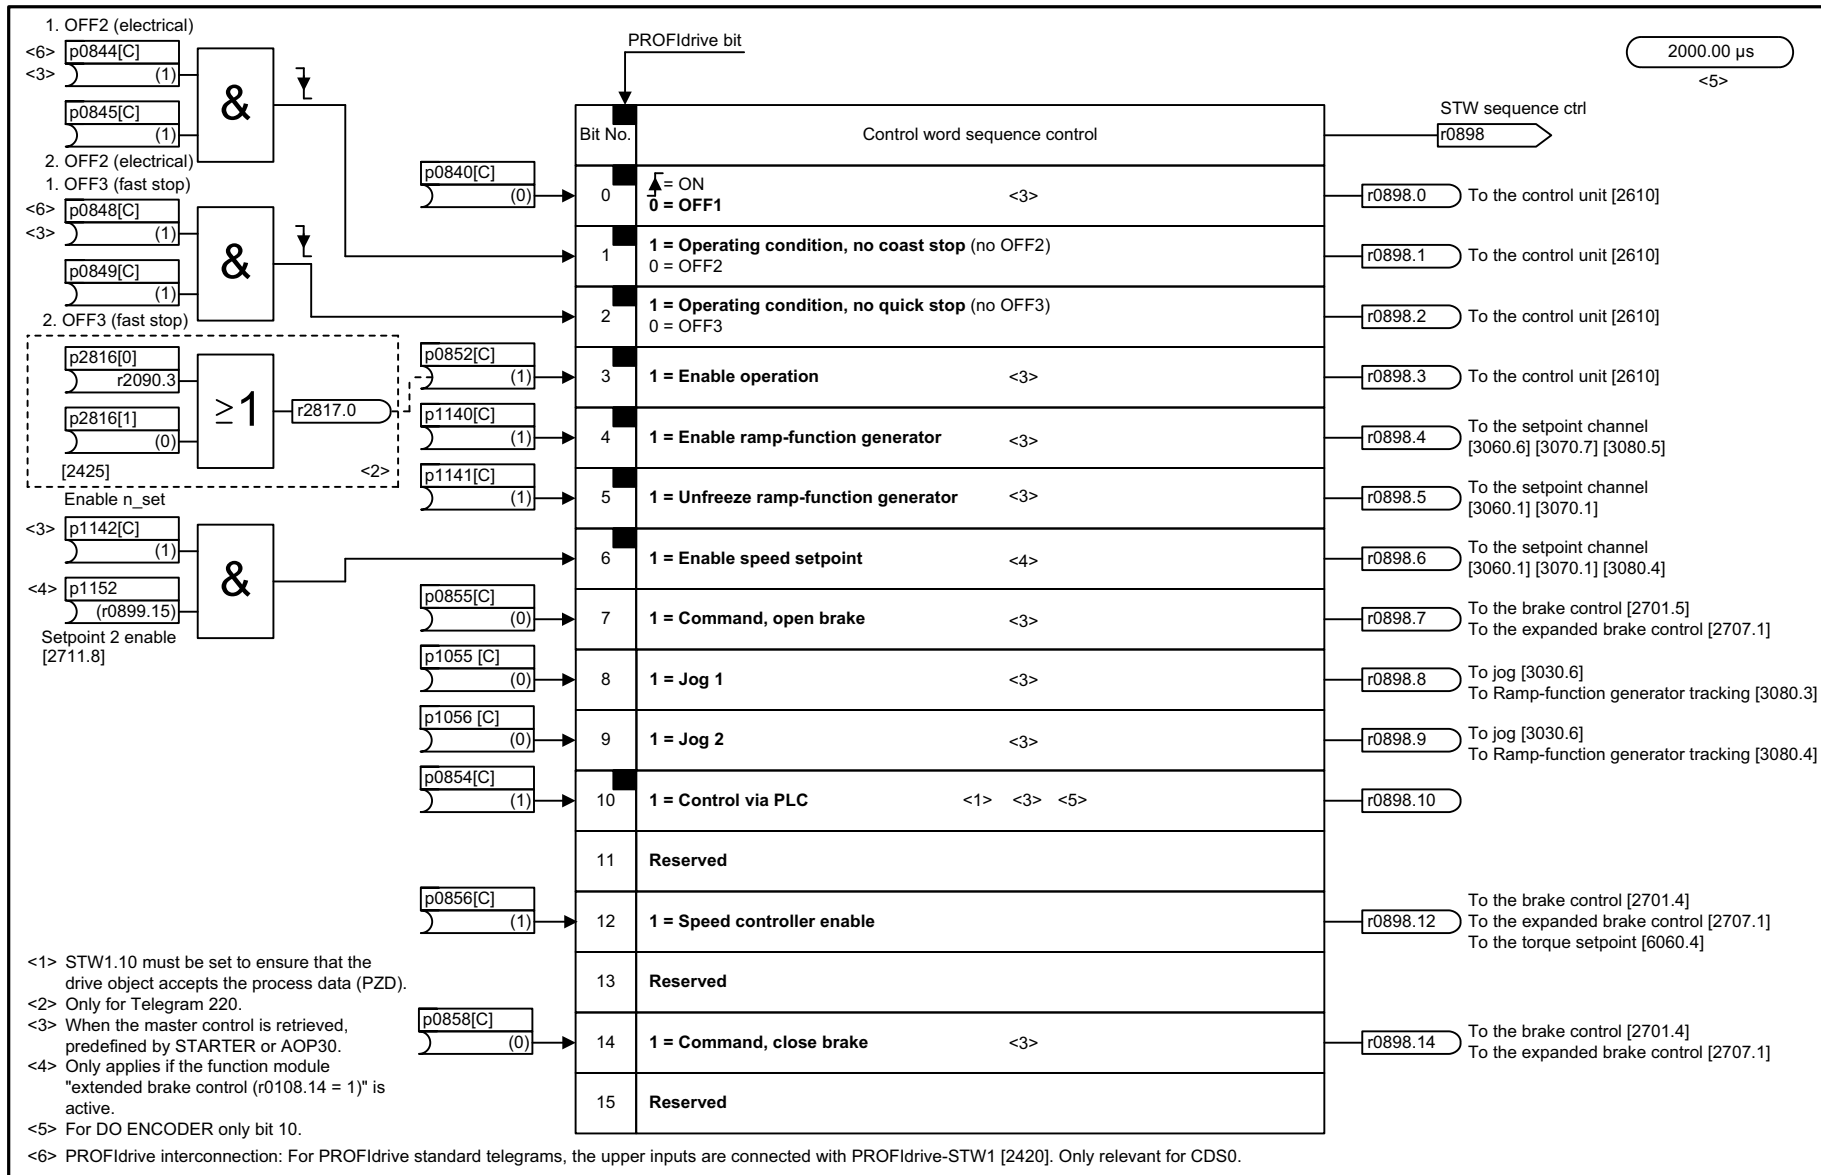 1. OFF2 (electrical)
<6> p0844[C]
<3> (1)
p0845[C]
(1)
2. OFF2 (electrical)
1. OFF3 (fast stop)
<6> p0848[C]
<3> (1)
p0849[C]
(1)
2. OFF3 (fast stop)
&
&
p2816[0]
r2090.3
p2816[1]
(0)
≥1
r2817.0
[2425] <2>
Enable n_set
<3> p1142[C]
(1)
<4> p1152
(r0899.15)
&
Setpoint 2 enable
[2711.8]
PROFIdrive bit
2000.00 µs
<5>
STW sequence ctrl
Bit No. Control word sequence control r0898
p0840[C]
(0) 0 = ON
0 = OFF1 <3>
r0898.0 To the control unit [2610]
1 1 = Operating condition, no coast stop (no OFF2)
0 = OFF2
r0898.1 To the control unit [2610]
2 1 = Operating condition, no quick stop (no OFF3)
0 = OFF3
r0898.2 To the control unit [2610]
p0852[C]
(1) 3 1 = Enable operation <3> r0898.3 To the control unit [2610]
p1140[C]
(1) 4 1 = Enable ramp-function generator <3> r0898.4 To the setpoint channel
[3060.6] [3070.7] [3080.5]
p1141[C]
(1) 5 1 = Unfreeze ramp-function generator <3> r0898.5 To the setpoint channel
[3060.1] [3070.1]
6 1 = Enable speed setpoint <4> r0898.6 To the setpoint channel
[3060.1] [3070.1] [3080.4]
p0855[C]
(0) 7 1 = Command, open brake <3> r0898.7 To the brake control [2701.5]
To the expanded brake control [2707.1]
p1055 [C]
(0) 8 1 = Jog 1 <3> r0898.8 To jog [3030.6]
To Ramp-function generator tracking [3080.3]
p1056 [C]
(0) 9 1 = Jog 2 <3> r0898.9 To jog [3030.6]
To Ramp-function generator tracking [3080.4]
p0854[C]
(1) 10 1 = Control via PLC <1> <3> <5> r0898.10
11 Reserved
p0856[C]
(1) 12 1 = Speed controller enable r0898.12 To the brake control [2701.4]
To the expanded brake control [2707.1]
To the torque setpoint [6060.4]
13 Reserved
p0858[C]
(0) 14 1 = Command, close brake <3> r0898.14 To the brake control [2701.4]
To the expanded brake control [2707.1]
15 Reserved
<1> STW1.10 must be set to ensure that the
drive object accepts the process data (PZD).
<2> Only for Telegram 220.
<3> When the master control is retrieved,
predefined by STARTER or AOP30.
<4> Only applies if the function module
"extended brake control (r0108.14 = 1)" is
active.
<5> For DO ENCODER only bit 10.
<6> PROFIdrive interconnection: For PROFIdrive standard telegrams, the upper inputs are connected with PROFIdrive-STW1 [2420]. Only relevant for CDS0.